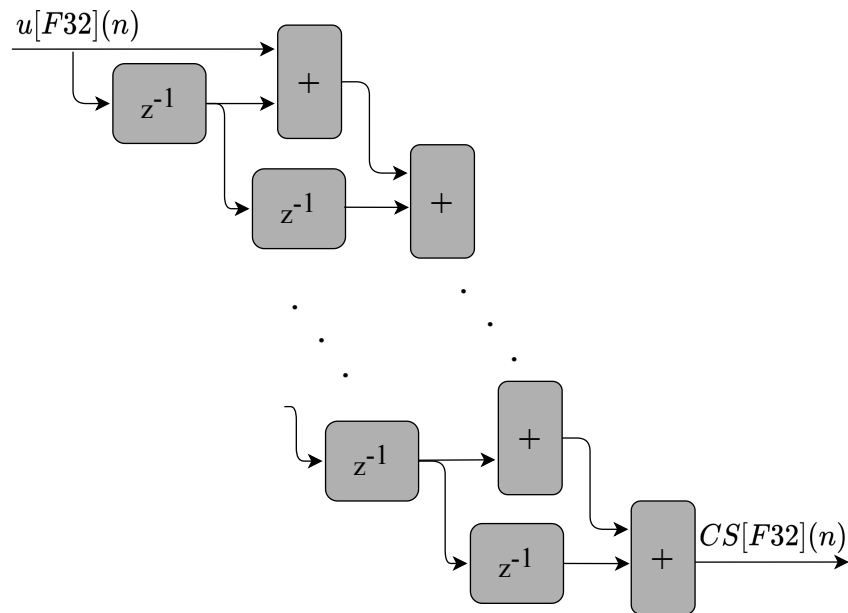 u[F32](n)
+
z-1
+
z-1
+
z-1
CS[F32](n)
+
z-1